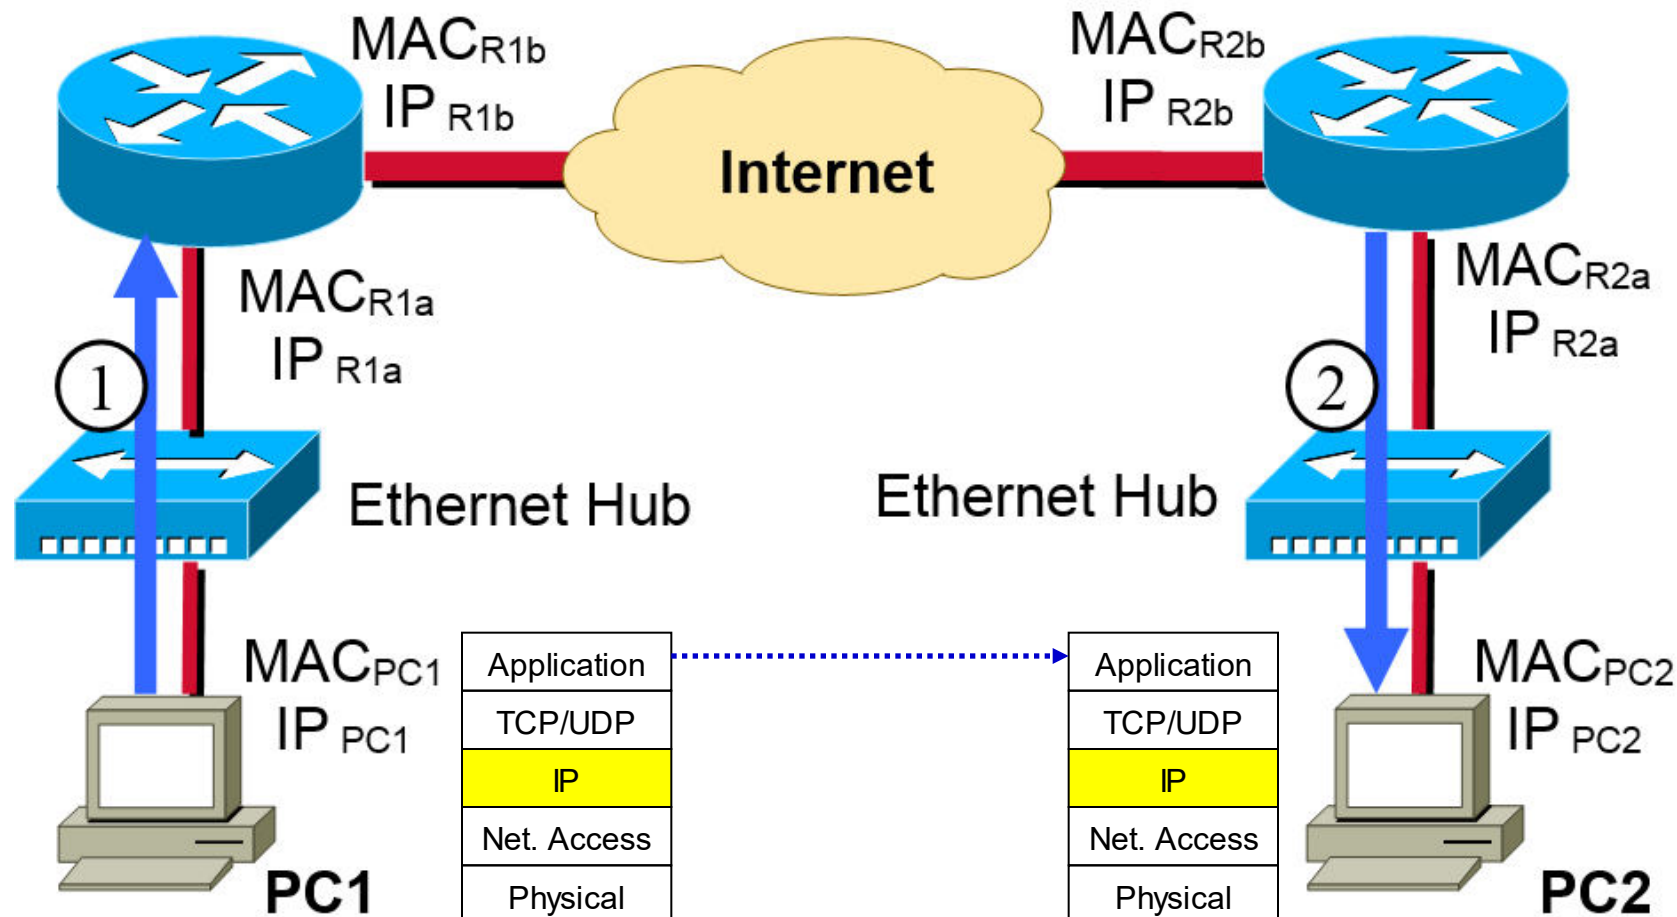 MACR1b
IP R1b
MACR2b
IP R2b
Internet
MACR1a
IP R1a
MACR2a
IP R2a
1
2
Ethernet Hub
Ethernet Hub
MACPC1
IP PC1
Application
TCP/UDP
IP
Net. Access
Physical
Application
TCP/UDP
IP
Net. Access
Physical
MACPC2
IP PC2
PC1
PC2